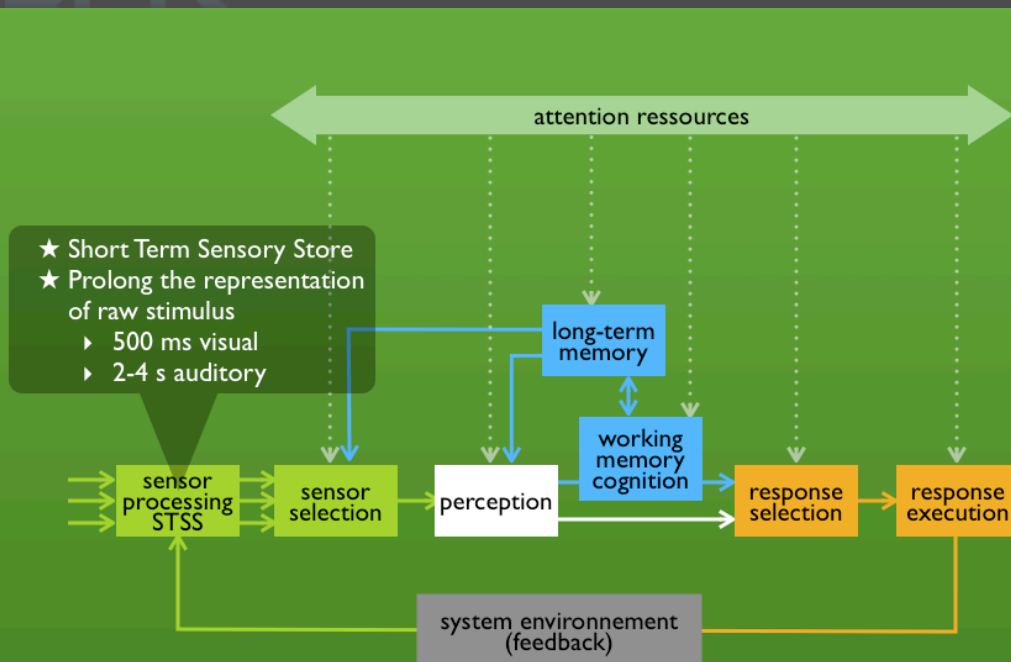 attention ressources
★ Short Term Sensory Store
★ Prolong the representation
of raw stimulus
‣ 500 ms visual
‣ 2-4 s auditory
long-term
memory
working
memory
cognition
sensor
processing
STSS
sensor
selection
perception
response
selection
response
execution
system environnement
(feedback)